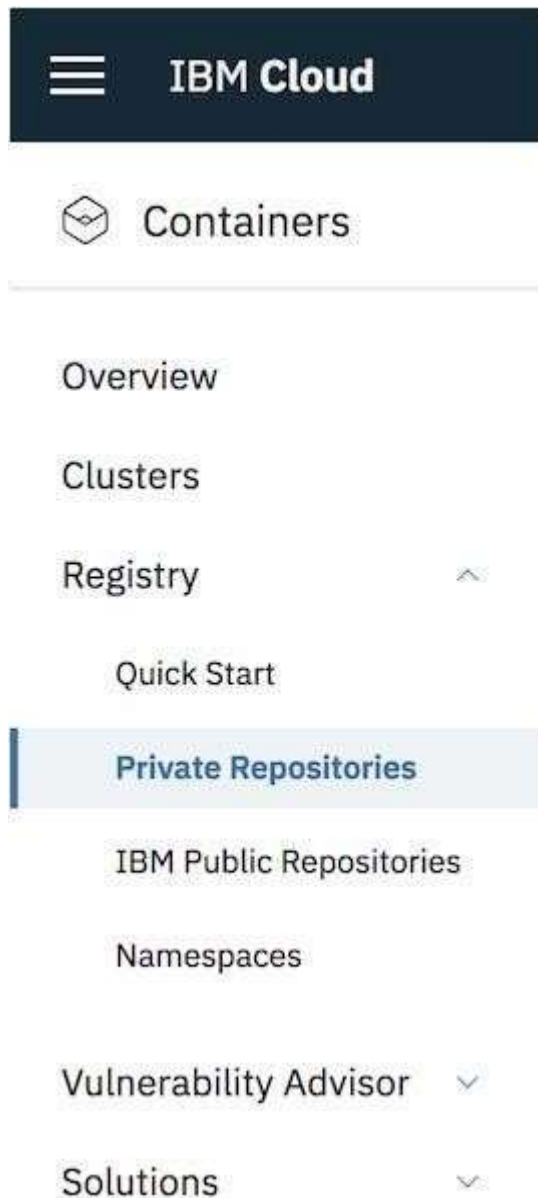 IBM Cloud
Containers
Overview
Clusters
Registry
Quick Start
Private Repositories
IBM Public Repositories
Namespaces
Vulnerability Advisor
Solutions